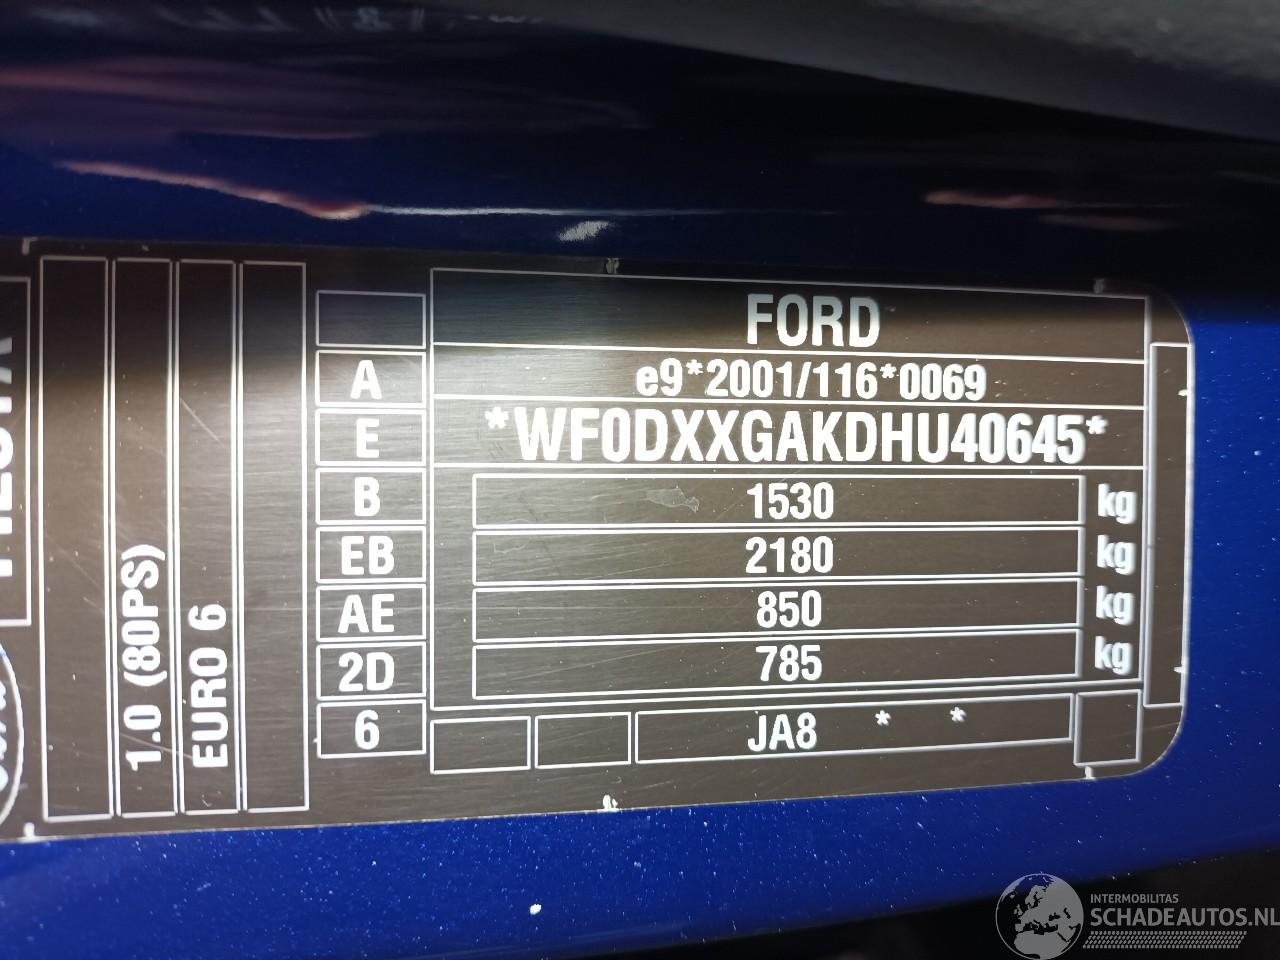 FORD
A e9*2001/116*0069
E *WF0DXXGAKDHU40645*
B 1530 kg
EB 2180 kg
AE 850 kg
2D 785 kg
6 JA8 * *
1.0 (80PS)
EURO 6
INTERMOBILITAS
SCHADEAUTOS.NL